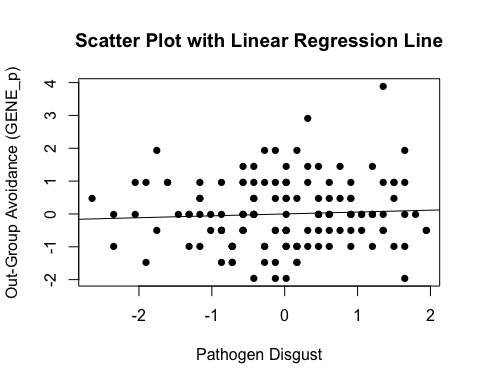 Scatter Plot with Linear Regression Line
Out-Group Avoidance (GENE_p)
4
3
2
1
0
-1
-2
-2 -1 0 1 2
Pathogen Disgust